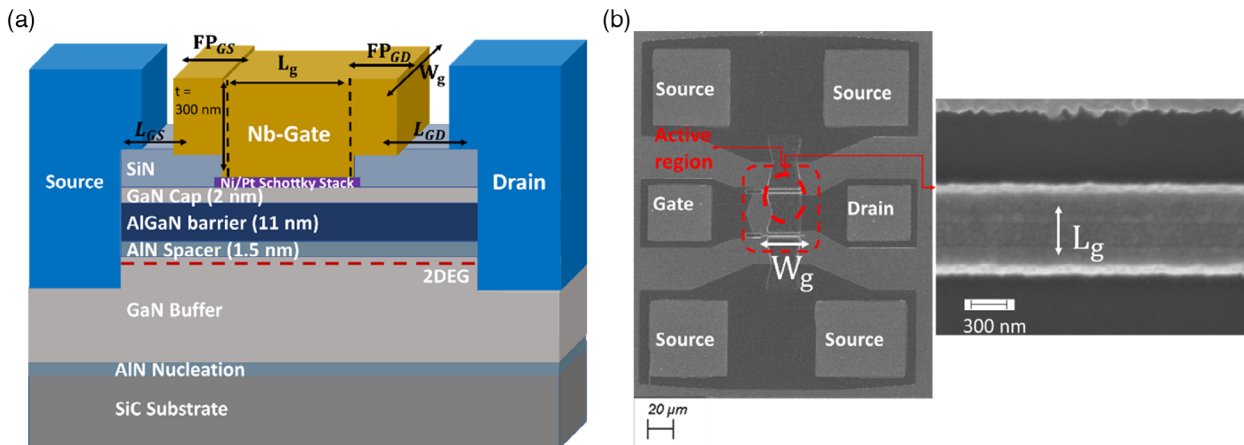 (a)
FP_GS
L_g
FP_GD
W_g
t =
300 nm
L_GS
Nb-Gate
L_GD
SiN
Ni/Pt Schottky Stack
Source
Drain
GaN Cap (2 nm)
AlGaN barrier (11 nm)
AlN Spacer (1.5 nm)
2DEG
GaN Buffer
AlN Nucleation
SiC Substrate
(b)
Source
Source
Active
region
Gate
Drain
W_g
Source
Source
20 μm
L_g
300 nm